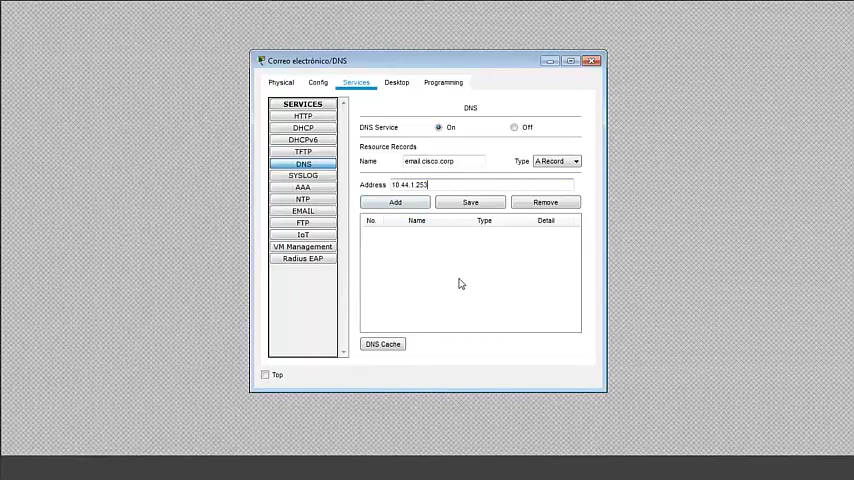 Correo electrónico/DNS
Physical Config Services Desktop Programming
SERVICES
HTTP
DHCP
DHCPv6
TFTP
DNS
SYSLOG
AAA
NTP
EMAIL
FTP
IoT
VM Management
Radius EAP
DNS
DNS Service On Off
Resource Records
Name email.cisco.corp Type A Record
Address 10.44.1.253
Add Save Remove
No. Name Type Detail
DNS Cache
Top